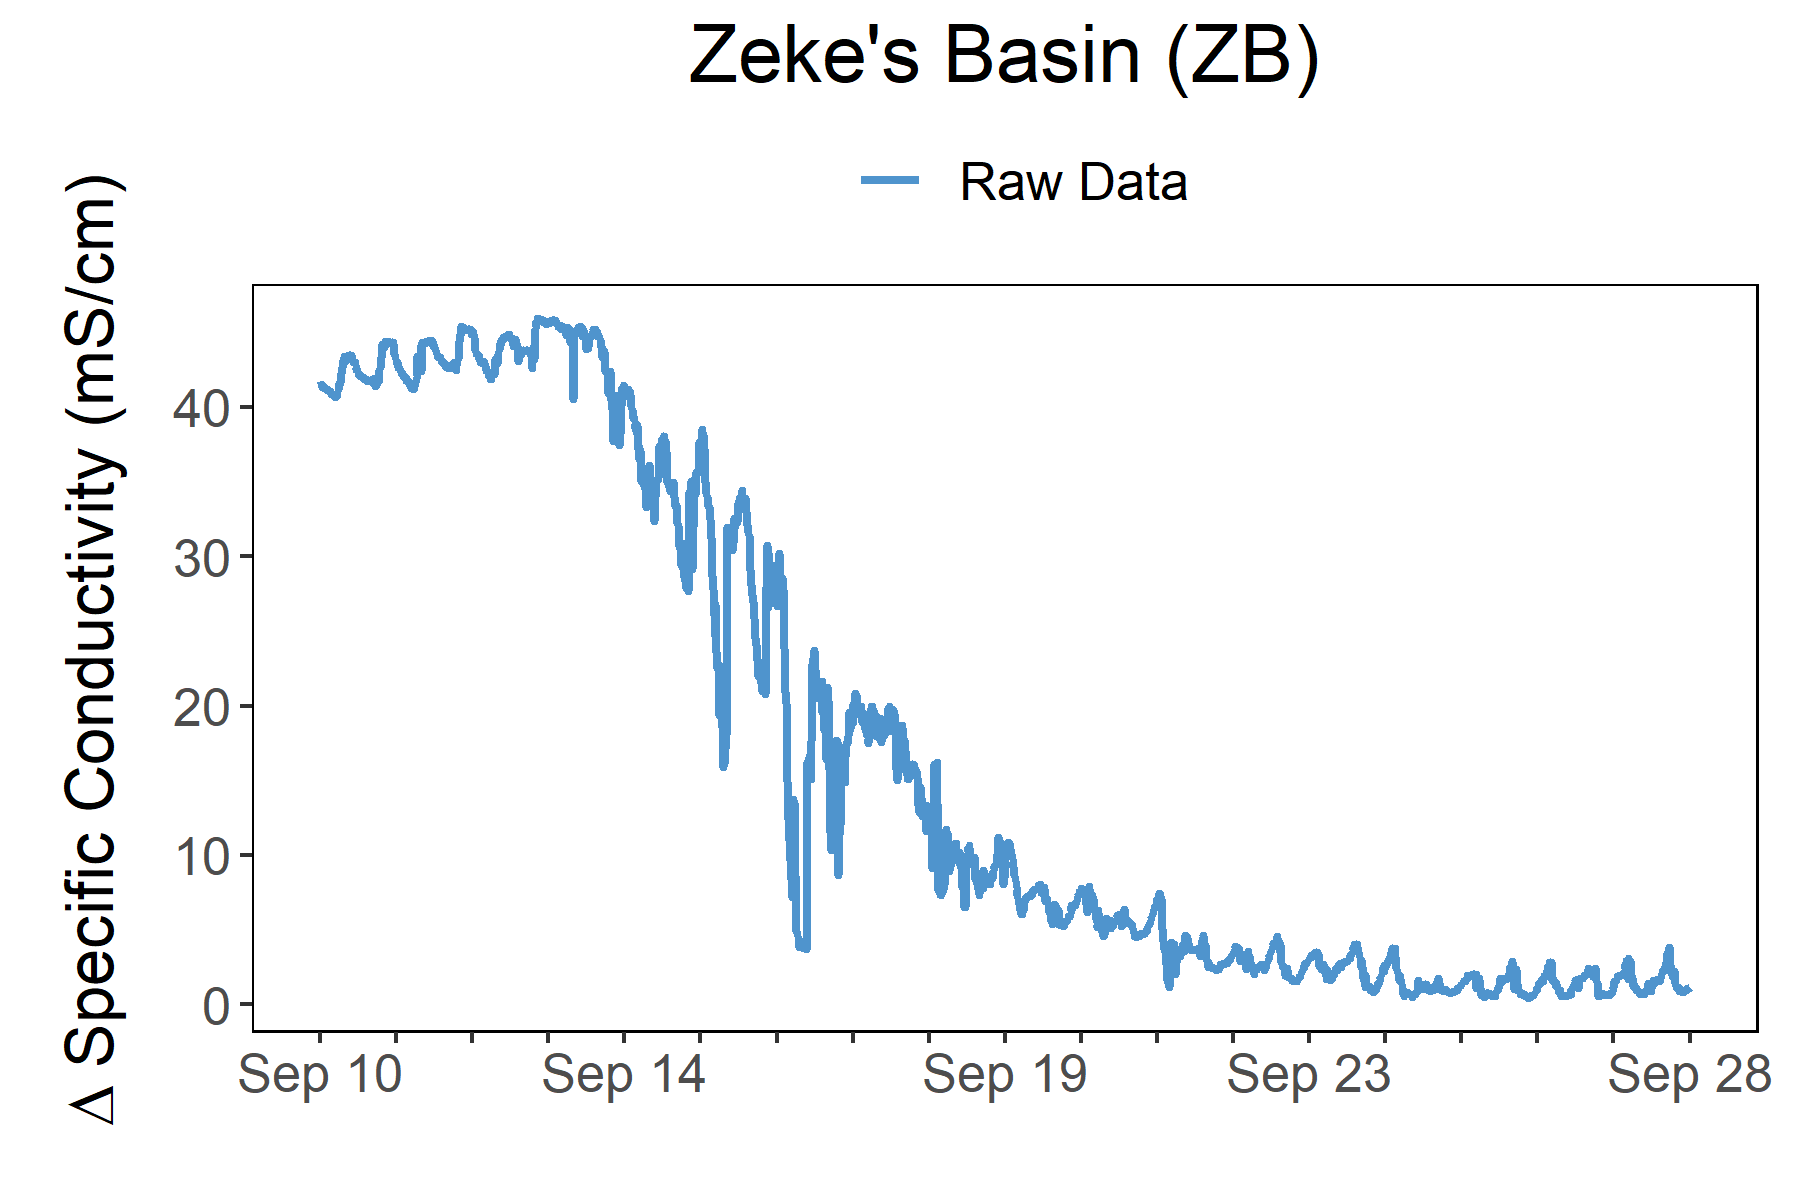 Zeke's Basin (ZB)
Raw Data
Δ Specific Conductivity (mS/cm)
40
30
20
10
0
Sep 10 Sep 14 Sep 19 Sep 23 Sep 28